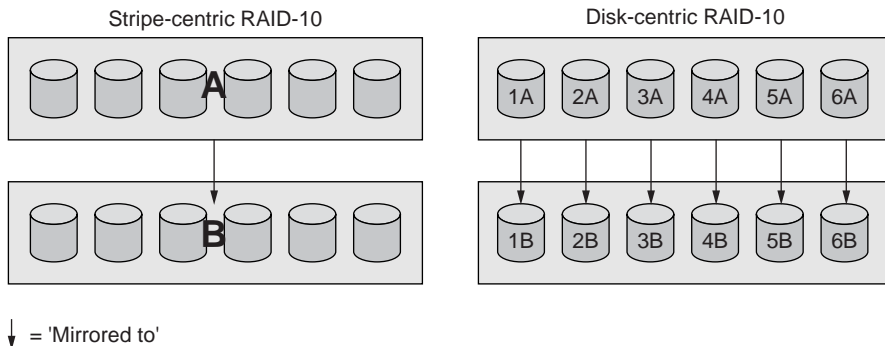 Stripe-centric RAID-10
A
B
Disk-centric RAID-10
1A 2A 3A 4A 5A 6A
1B 2B 3B 4B 5B 6B
= 'Mirrored to'